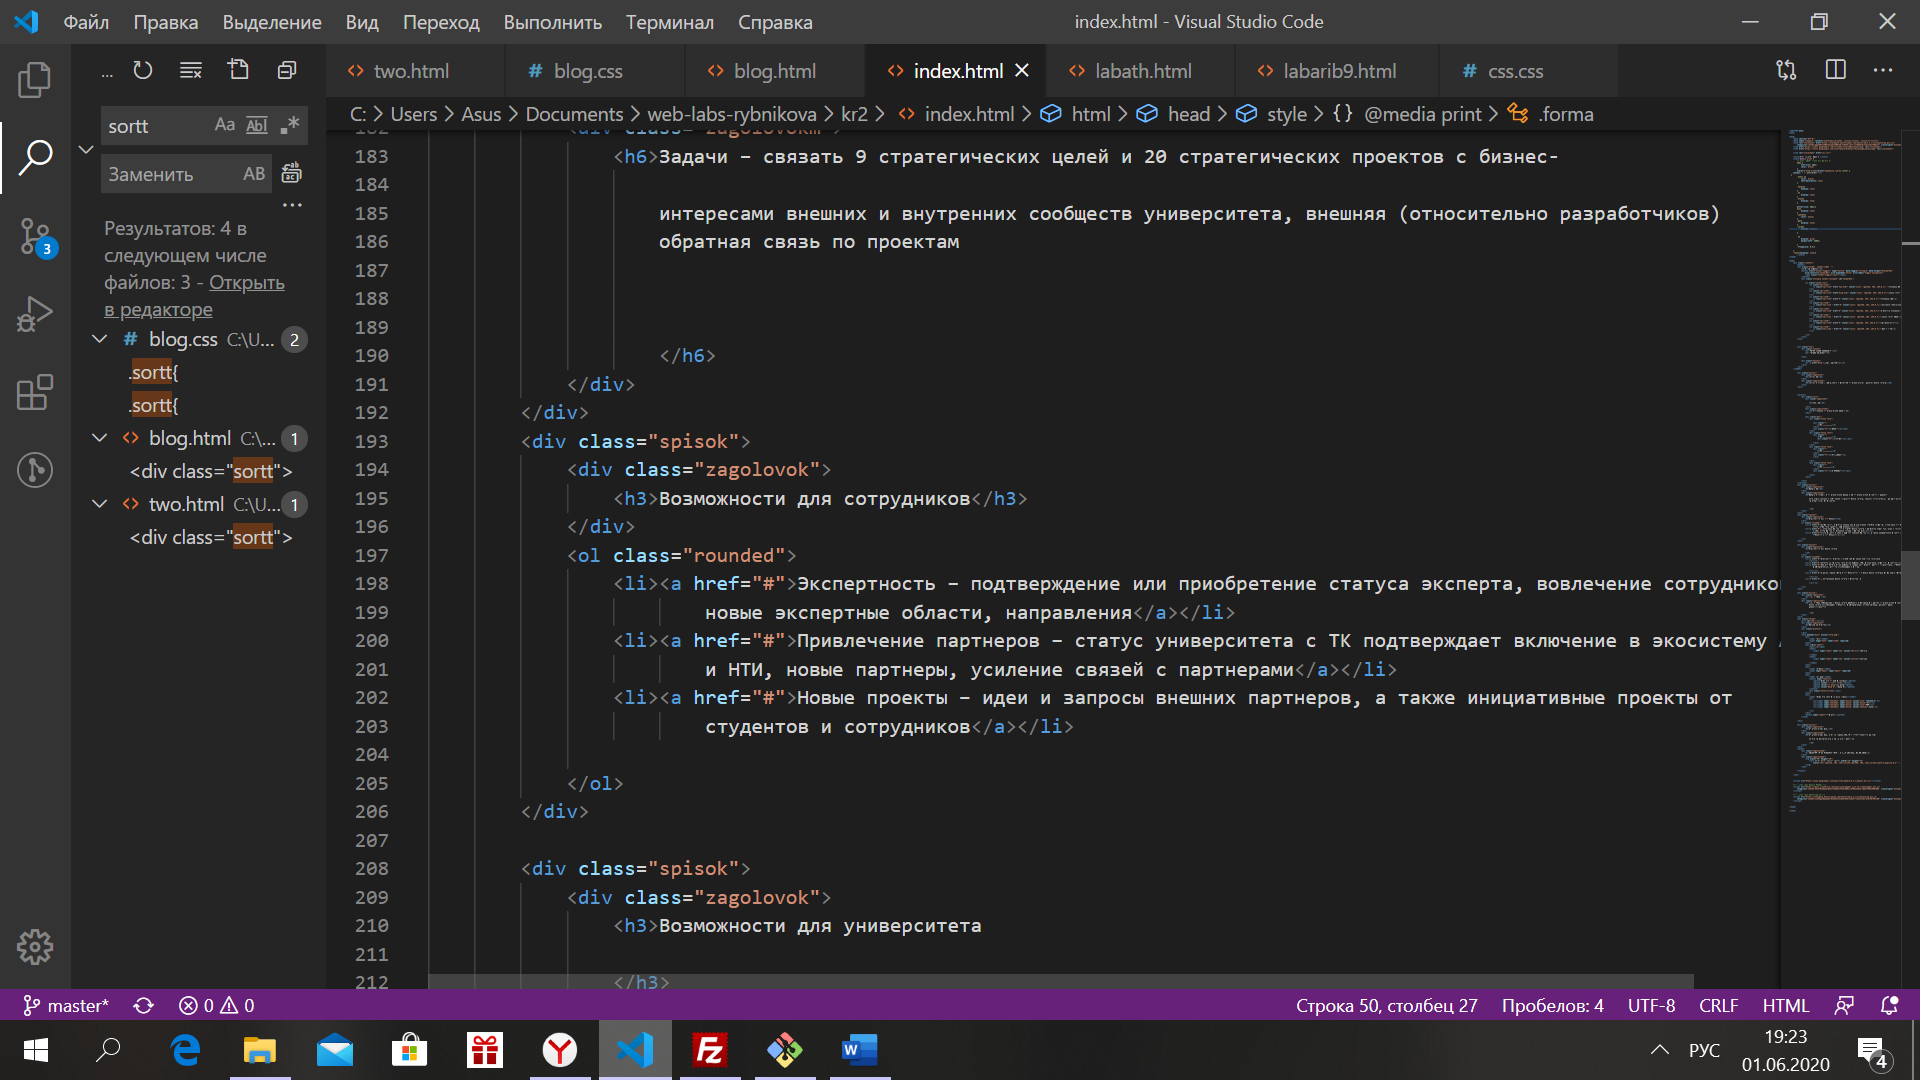 Файл Правка Выделение Вид Переход Выполнить Терминал Справка
index.html - Visual Studio Code
two.html
blog.css
blog.html
index.html
labath.html
labarib9.html
css.css
C: > Users > Asus > Documents > web-labs-rybnikova > kr2 > index.html > html > head > style > {} @media print > .forma
sortt
Заменить
Результатов: 4 в
следующем числе
файлов: 3 - Открыть
в редакторе
blog.css C:\U... 2
.sortt{
.sortt{
blog.html C:\... 1
<div class="sortt">
two.html C:\U... 1
<div class="sortt">
183 <h6>Задачи – связать 9 стратегических целей и 20 стратегических проектов с бизнес-
184
185 интересами внешних и внутренних сообществ университета, внешняя (относительно разработчиков)
186 обратная связь по проектам
187
188
189
190 </h6>
191 </div>
192 </div>
193 <div class="spisok">
194 <div class="zagolovok">
195 <h3>Возможности для сотрудников</h3>
196 </div>
197 <ol class="rounded">
198 <li><a href="#">Экспертность – подтверждение или приобретение статуса эксперта, вовлечение сотруднико
199 новые экспертные области, направления</a></li>
200 <li><a href="#">Привлечение партнеров – статус университета с ТК подтверждает включение в экосистему
201 и НТИ, новые партнеры, усиление связей с партнерами</a></li>
202 <li><a href="#">Новые проекты – идеи и запросы внешних партнеров, а также инициативные проекты от
203 студентов и сотрудников</a></li>
204
205 </ol>
206 </div>
207
208 <div class="spisok">
209 <div class="zagolovok">
210 <h3>Возможности для университета
211
212 </h3>
3
master* 0 0
Строка 50, столбец 27 Пробелов: 4 UTF-8 CRLF HTML
РУС
19:23
01.06.2020
4